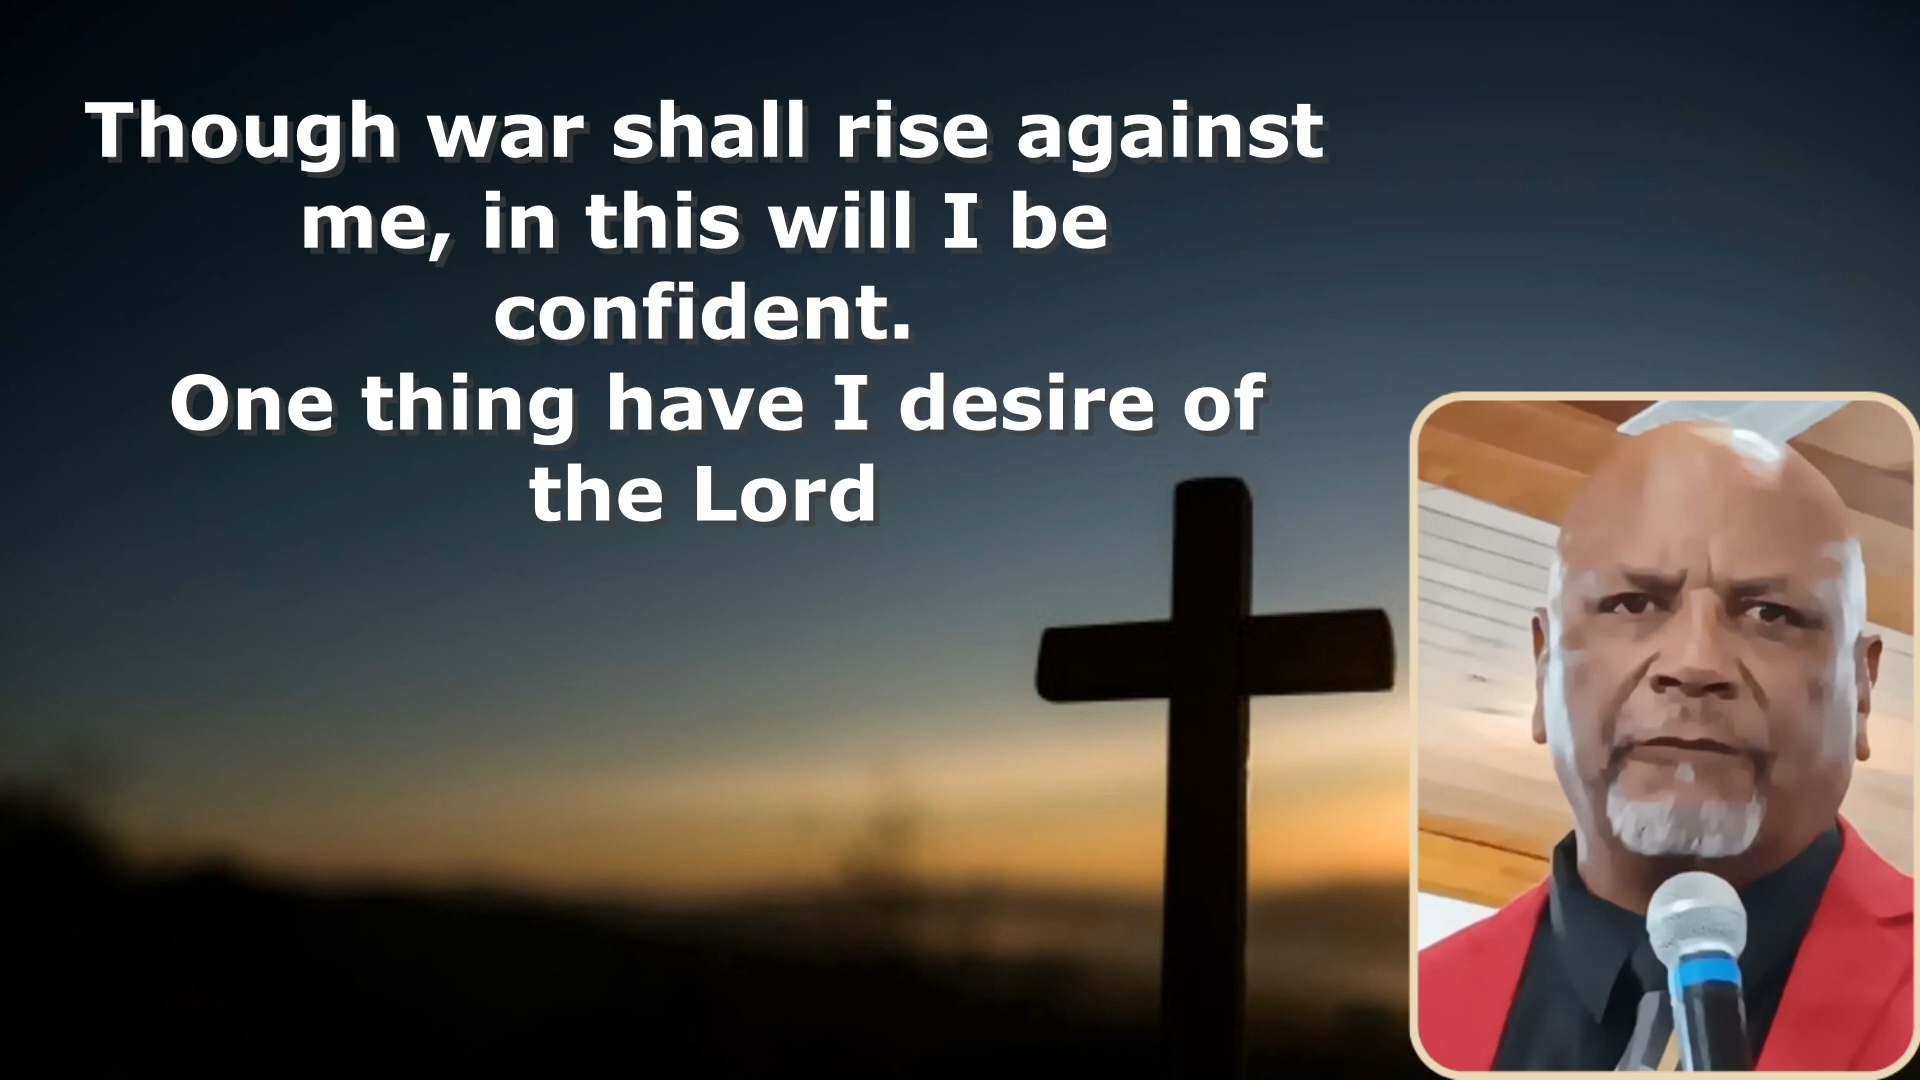 Though war shall rise against
me, in this will I be
confident.
One thing have I desire of
the Lord